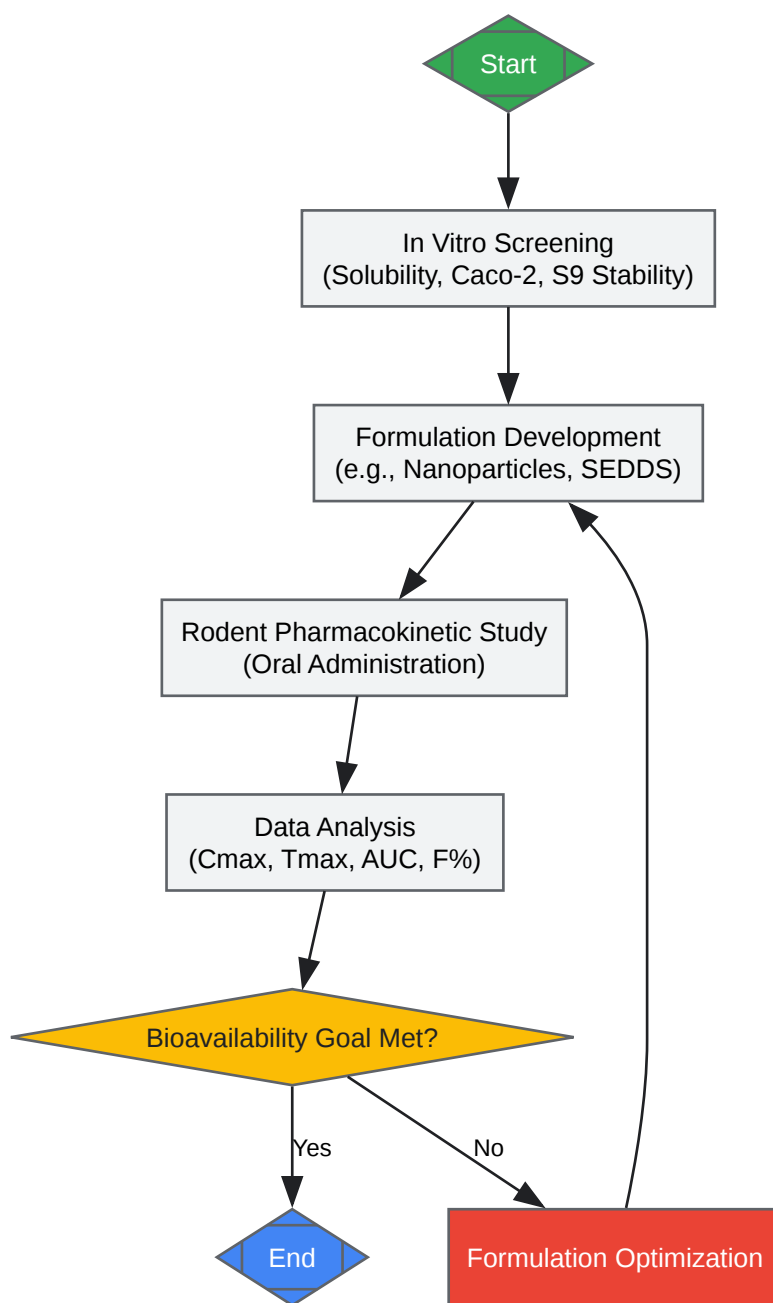 Start
In Vitro Screening
(Solubility, Caco-2, S9 Stability)
Formulation Development
(e.g., Nanoparticles, SEDDS)
Rodent Pharmacokinetic Study
(Oral Administration)
Data Analysis
(Cmax, Tmax, AUC, F%)
Bioavailability Goal Met?
Yes
No
End
Formulation Optimization